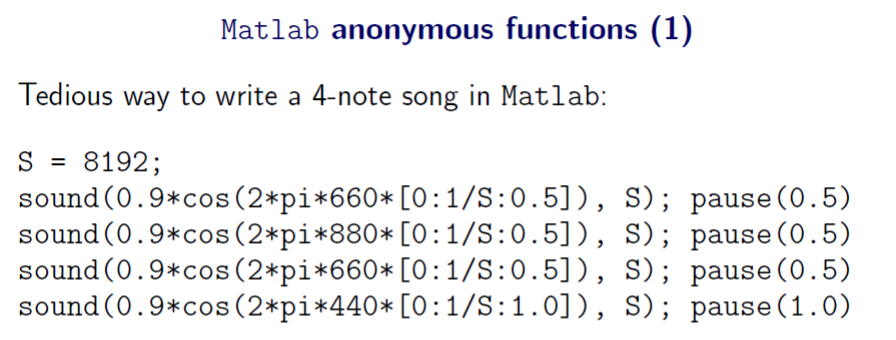 Matlab anonymous functions (1)
Tedious way to write a 4-note song in Matlab:
S = 8192;
sound(0.9*cos(2*pi*660*[0:1/S:0.5]), S); pause(0.5)
sound(0.9*cos(2*pi*880*[0:1/S:0.5]), S); pause(0.5)
sound(0.9*cos(2*pi*660*[0:1/S:0.5]), S); pause(0.5)
sound(0.9*cos(2*pi*440*[0:1/S:1.0]), S); pause(1.0)